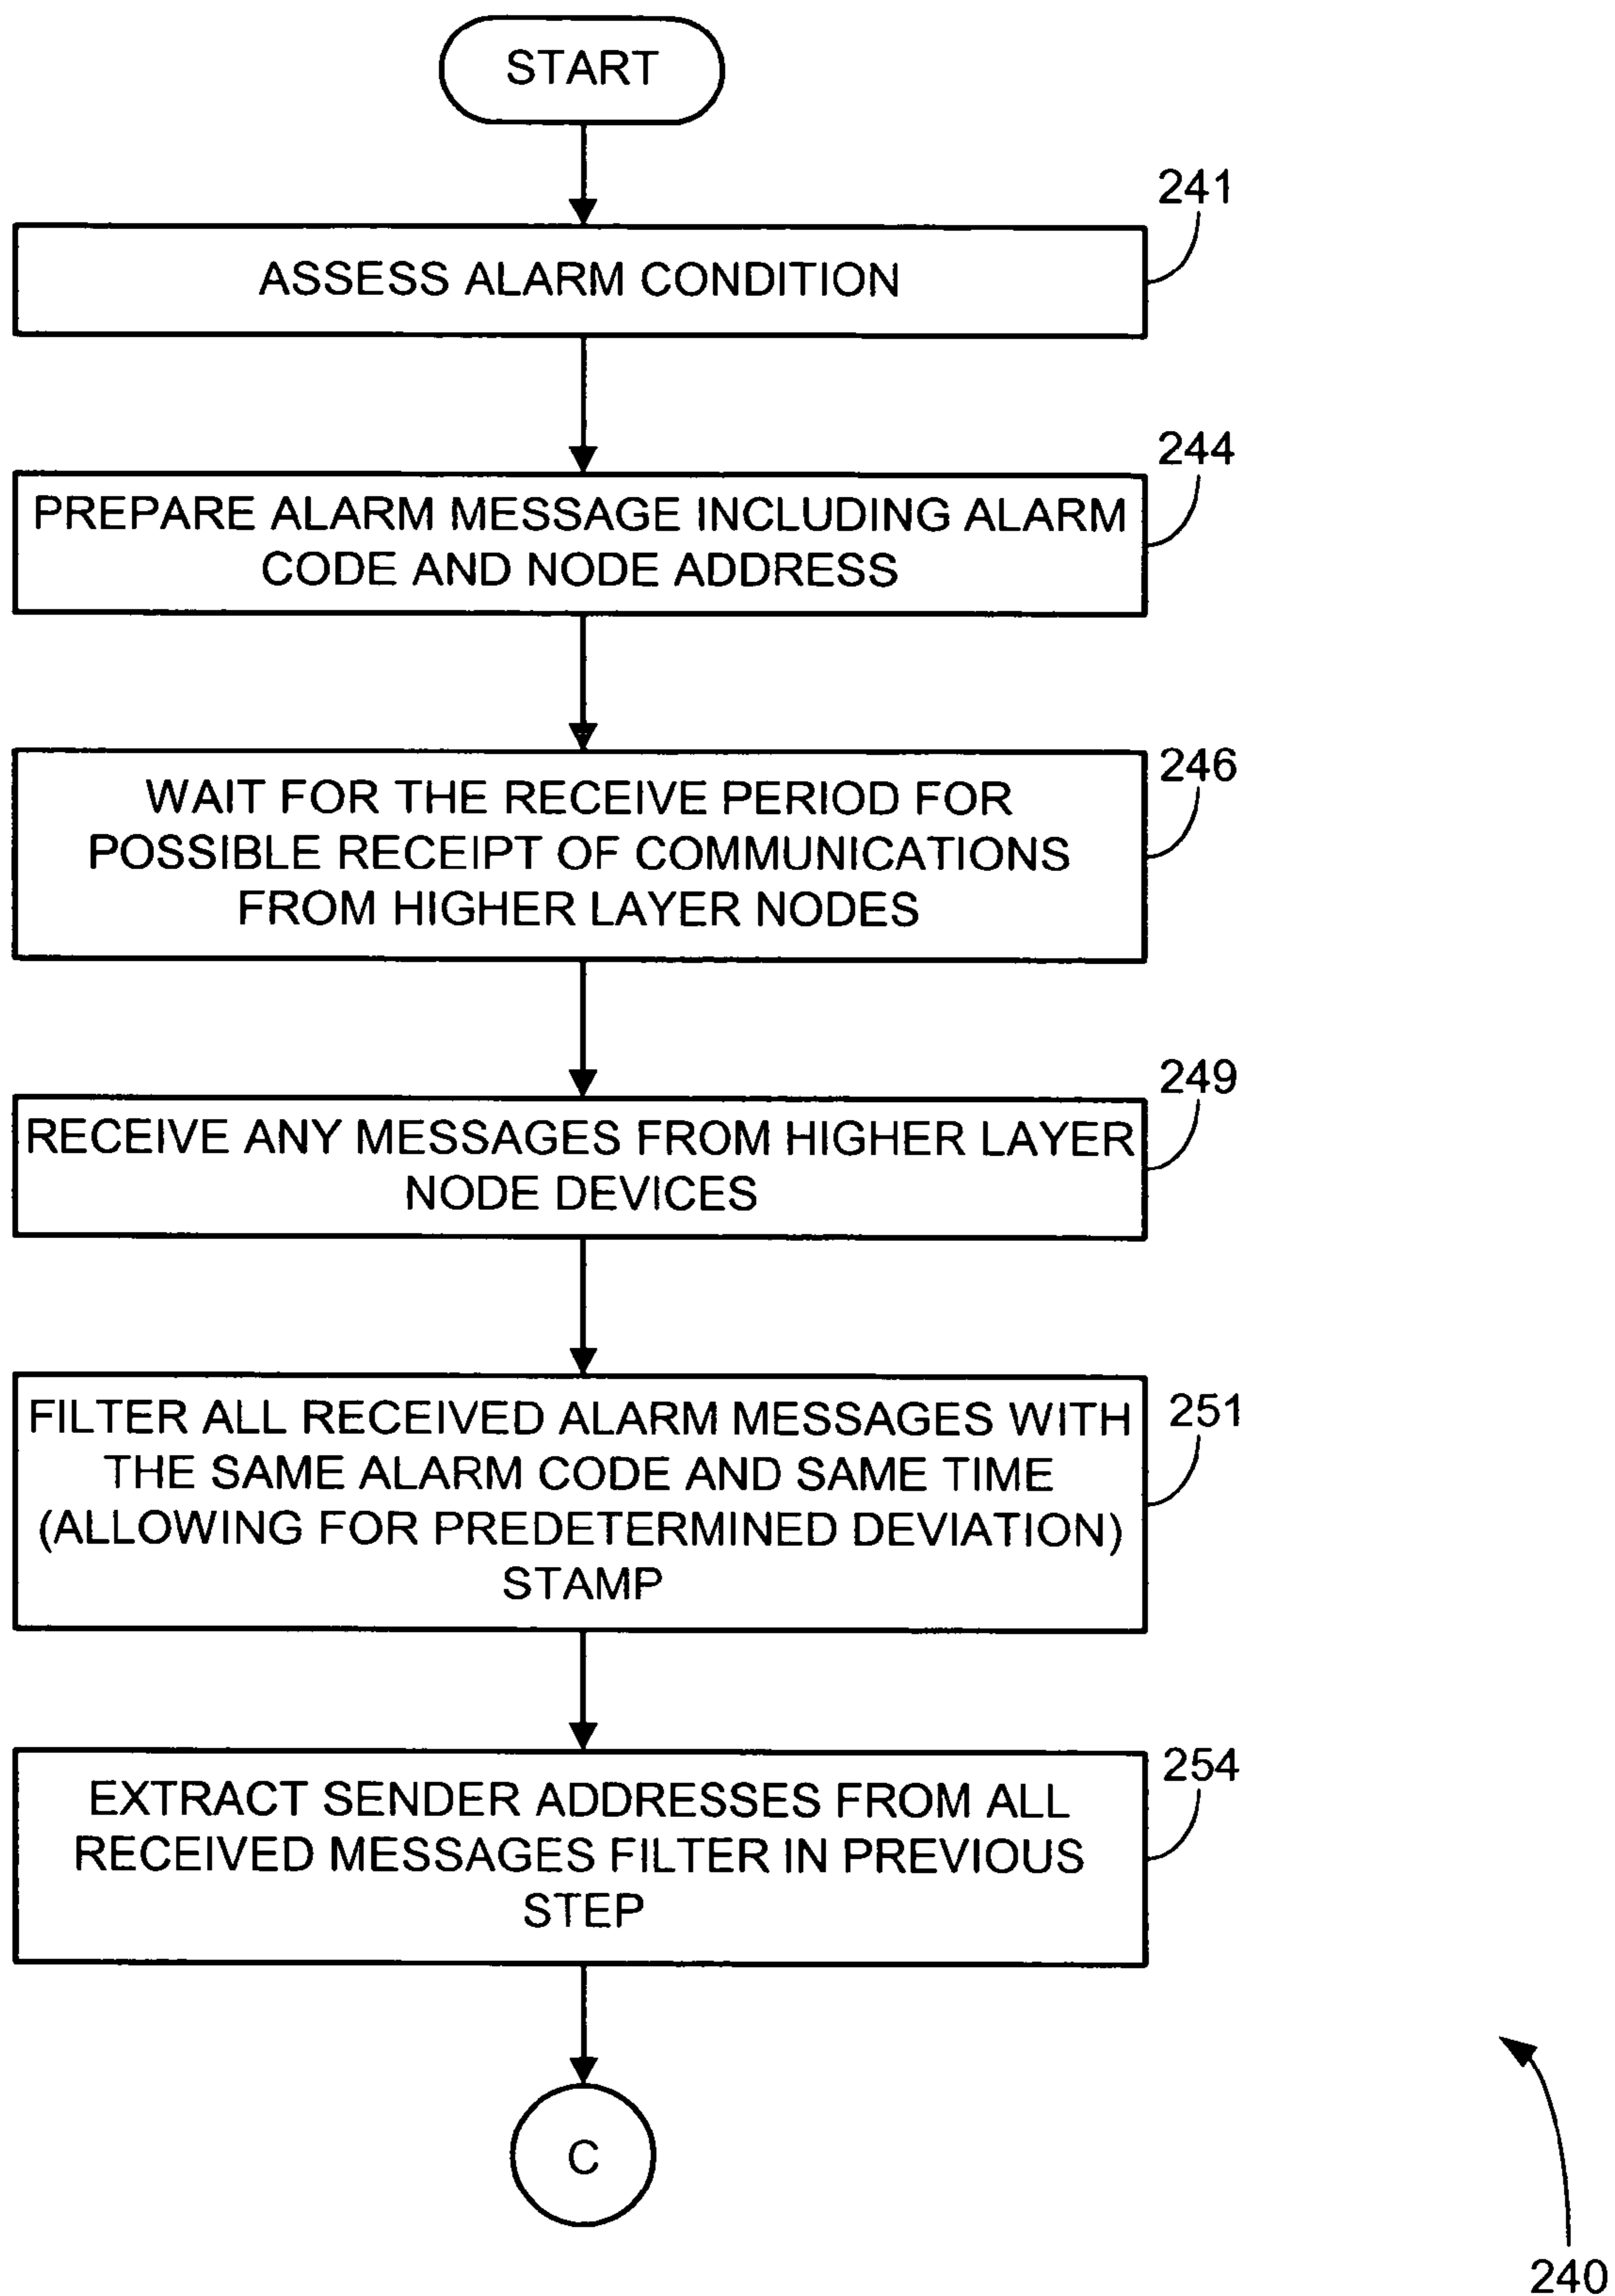 START
241
ASSESS ALARM CONDITION
244
PREPARE ALARM MESSAGE INCLUDING ALARM
CODE AND NODE ADDRESS
246
WAIT FOR THE RECEIVE PERIOD FOR
POSSIBLE RECEIPT OF COMMUNICATIONS
FROM HIGHER LAYER NODES
249
RECEIVE ANY MESSAGES FROM HIGHER LAYER
NODE DEVICES
251
FILTER ALL RECEIVED ALARM MESSAGES WITH
THE SAME ALARM CODE AND SAME TIME
(ALLOWING FOR PREDETERMINED DEVIATION)
STAMP
254
EXTRACT SENDER ADDRESSES FROM ALL
RECEIVED MESSAGES FILTER IN PREVIOUS
STEP
C
240